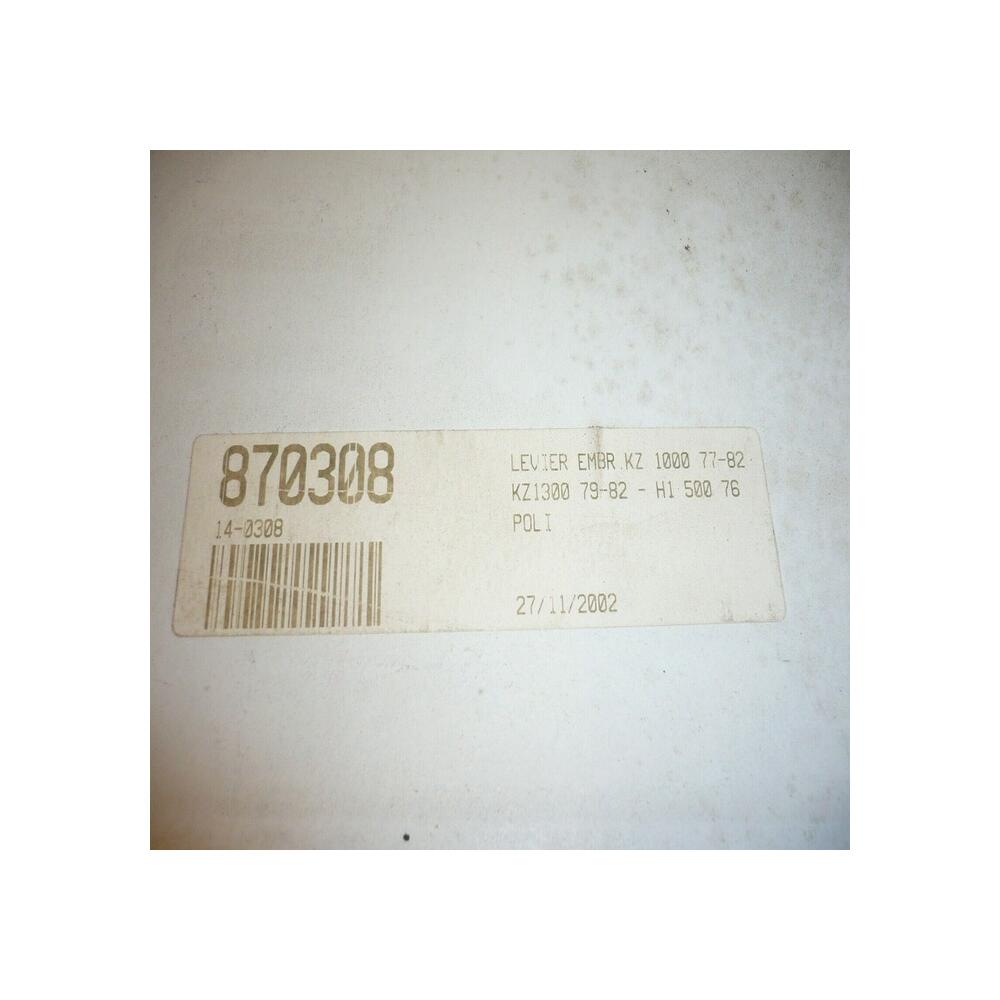 870308
14-0308
LEVIER EMBR.KZ 1000 77-82
KZ1300 79-82 - H1 500 76
POLI
27/11/2002